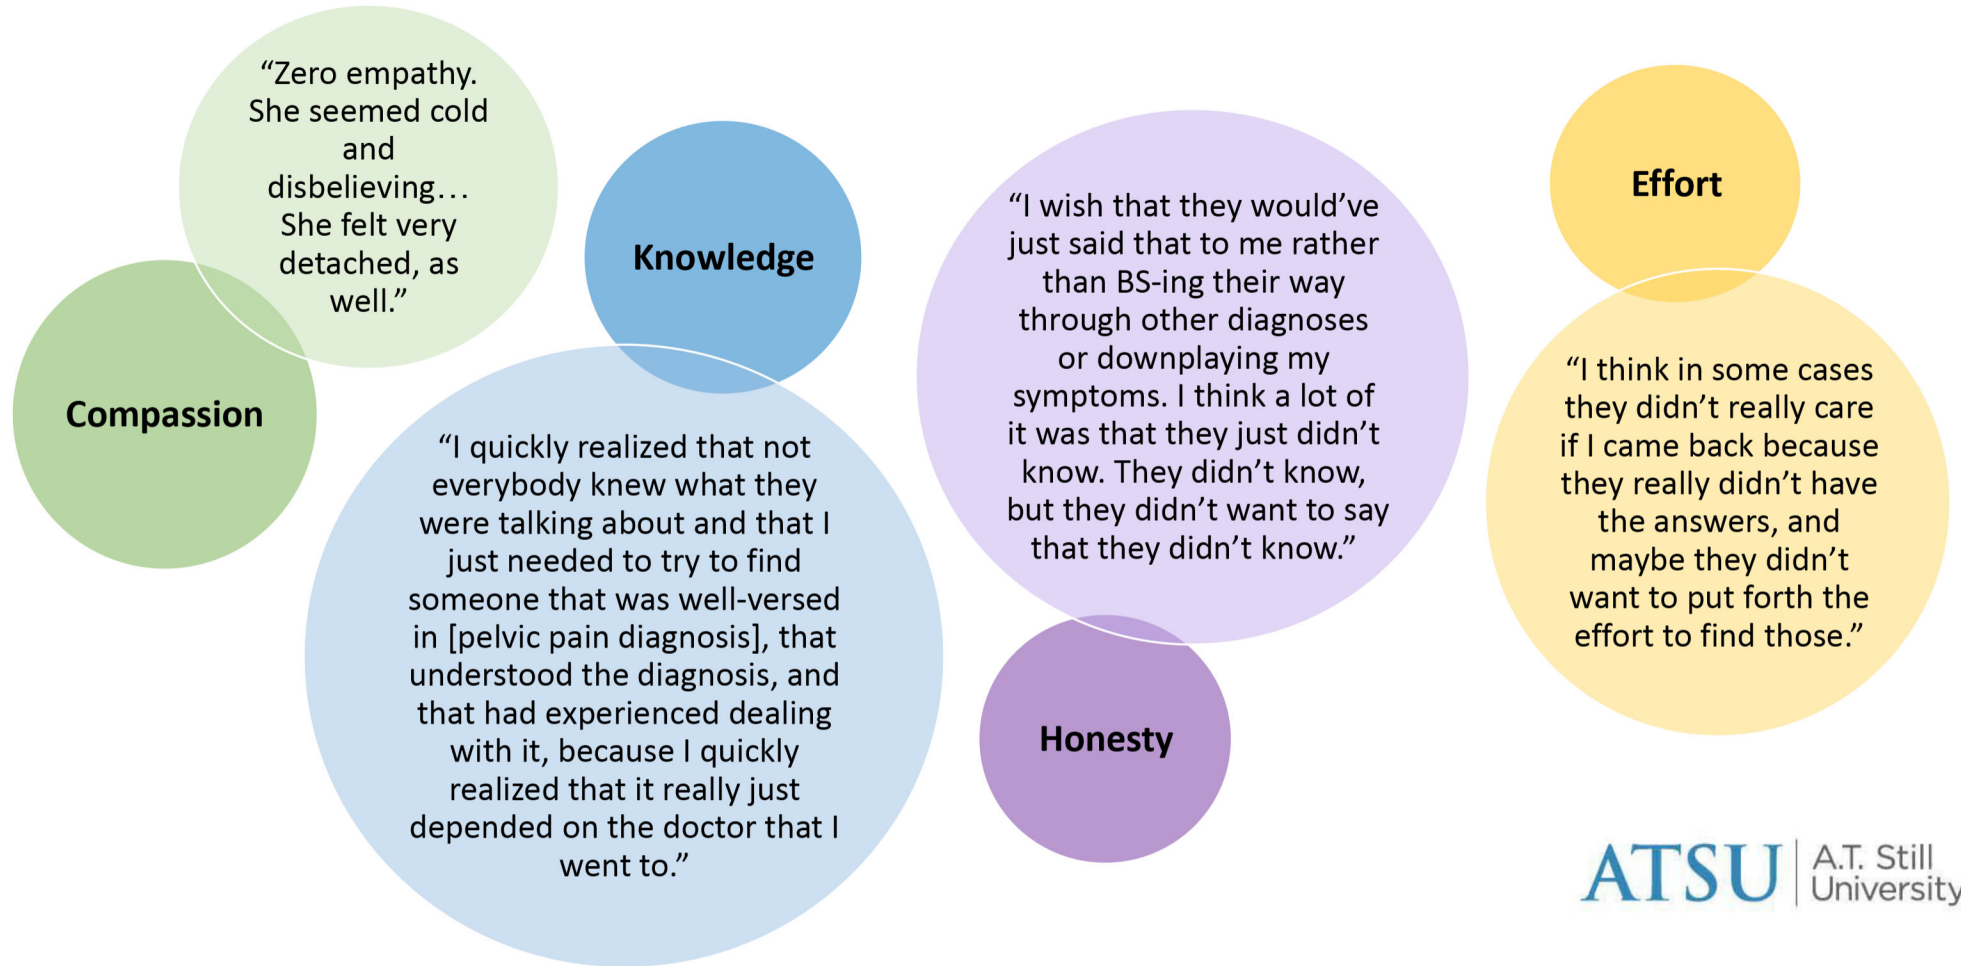 “Zero empathy.
She seemed cold
and
disbelieving…
She felt very
detached, as
well.”
Compassion
Knowledge
“I quickly realized that not
everybody knew what they
were talking about and that I
just needed to try to find
someone that was well-versed
in [pelvic pain diagnosis], that
understood the diagnosis, and
that had experienced dealing
with it, because I quickly
realized that it really just
depended on the doctor that I
went to.”
“I wish that they would’ve
just said that to me rather
than BS-ing their way
through other diagnoses
or downplaying my
symptoms. I think a lot of
it was that they just didn’t
know. They didn’t know,
but they didn’t want to say
that they didn’t know.”
Honesty
Effort
“I think in some cases
they didn’t really care
if I came back because
they really didn’t have
the answers, and
maybe they didn’t
want to put forth the
effort to find those.”
ATSU
A.T. Still
University